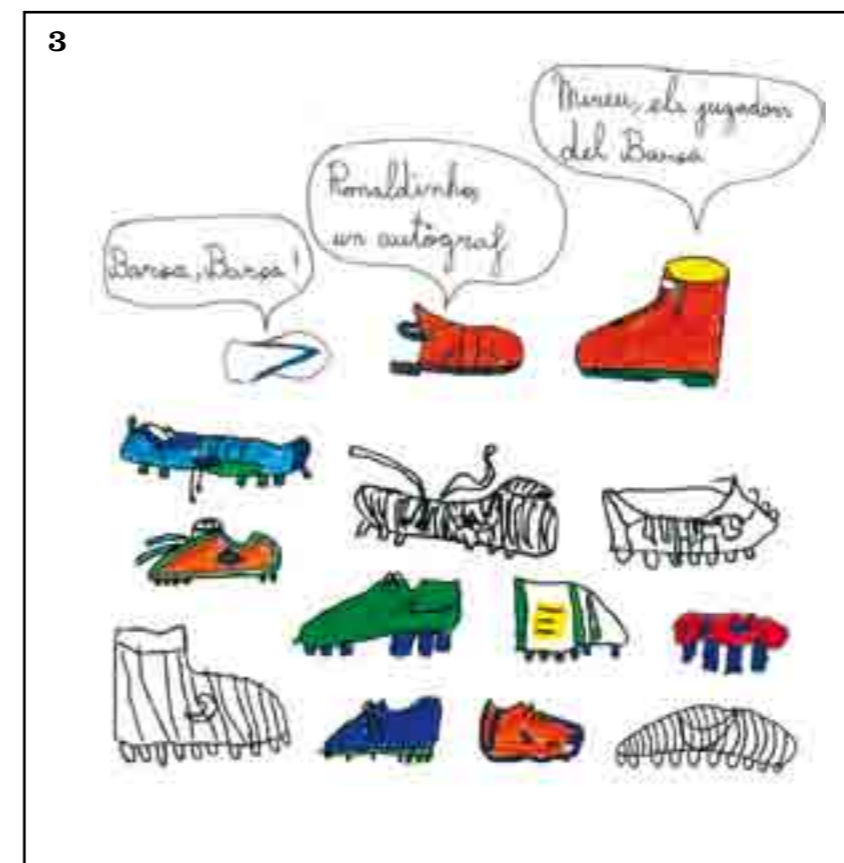 3
Barça, Barça!
Ronaldinho,
un autògraf
Mireu, els jugadors
del Barça